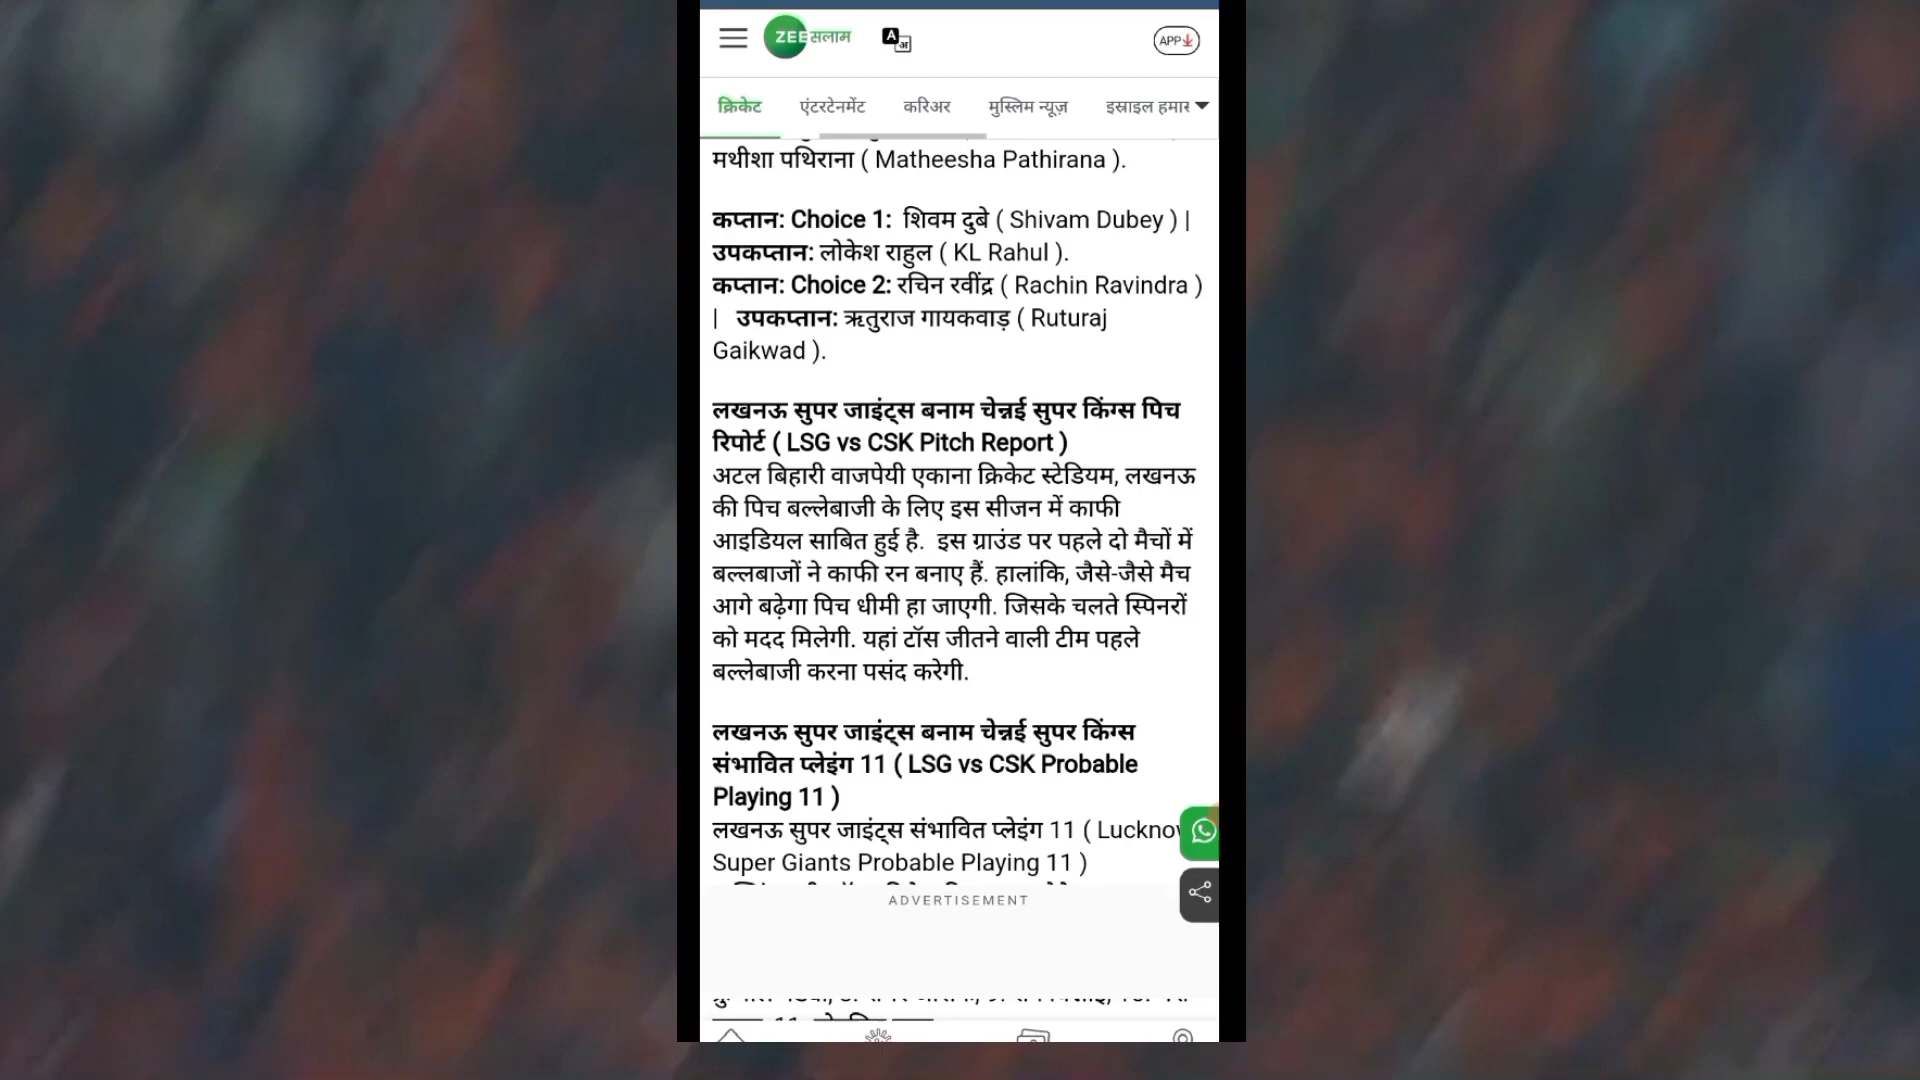 ZEE सलाम
A
अ
APP
क्रिकेट एंटरटेनमेंट करिअर मुस्लिम न्यूज़ इस्राइल हमास
मथीशा पथिराना ( Matheesha Pathirana ).
कप्तान: Choice 1: शिवम दुबे ( Shivam Dubey ) |
उपकप्तान: लोकेश राहुल ( KL Rahul ).
कप्तान: Choice 2: रचिन रवींद्र ( Rachin Ravindra )
| उपकप्तान: ऋतुराज गायकवाड़ ( Ruturaj
Gaikwad ).
लखनऊ सुपर जाइंट्स बनाम चेन्नई सुपर किंग्स पिच
रिपोर्ट ( LSG vs CSK Pitch Report )
अटल बिहारी वाजपेयी एकाना क्रिकेट स्टेडियम, लखनऊ
की पिच बल्लेबाजी के लिए इस सीजन में काफी
आइडियल साबित हुई है. इस ग्राउंड पर पहले दो मैचों में
बल्लबाजों ने काफी रन बनाए हैं. हालांकि, जैसे-जैसे मैच
आगे बढ़ेगा पिच धीमी हा जाएगी. जिसके चलते स्पिनरों
को मदद मिलेगी. यहां टॉस जीतने वाली टीम पहले
बल्लेबाजी करना पसंद करेगी.
लखनऊ सुपर जाइंट्स बनाम चेन्नई सुपर किंग्स
संभावित प्लेइंग 11 ( LSG vs CSK Probable
Playing 11 )
लखनऊ सुपर जाइंट्स संभावित प्लेइंग 11 ( Lucknow
Super Giants Probable Playing 11 )
ADVERTISEMENT